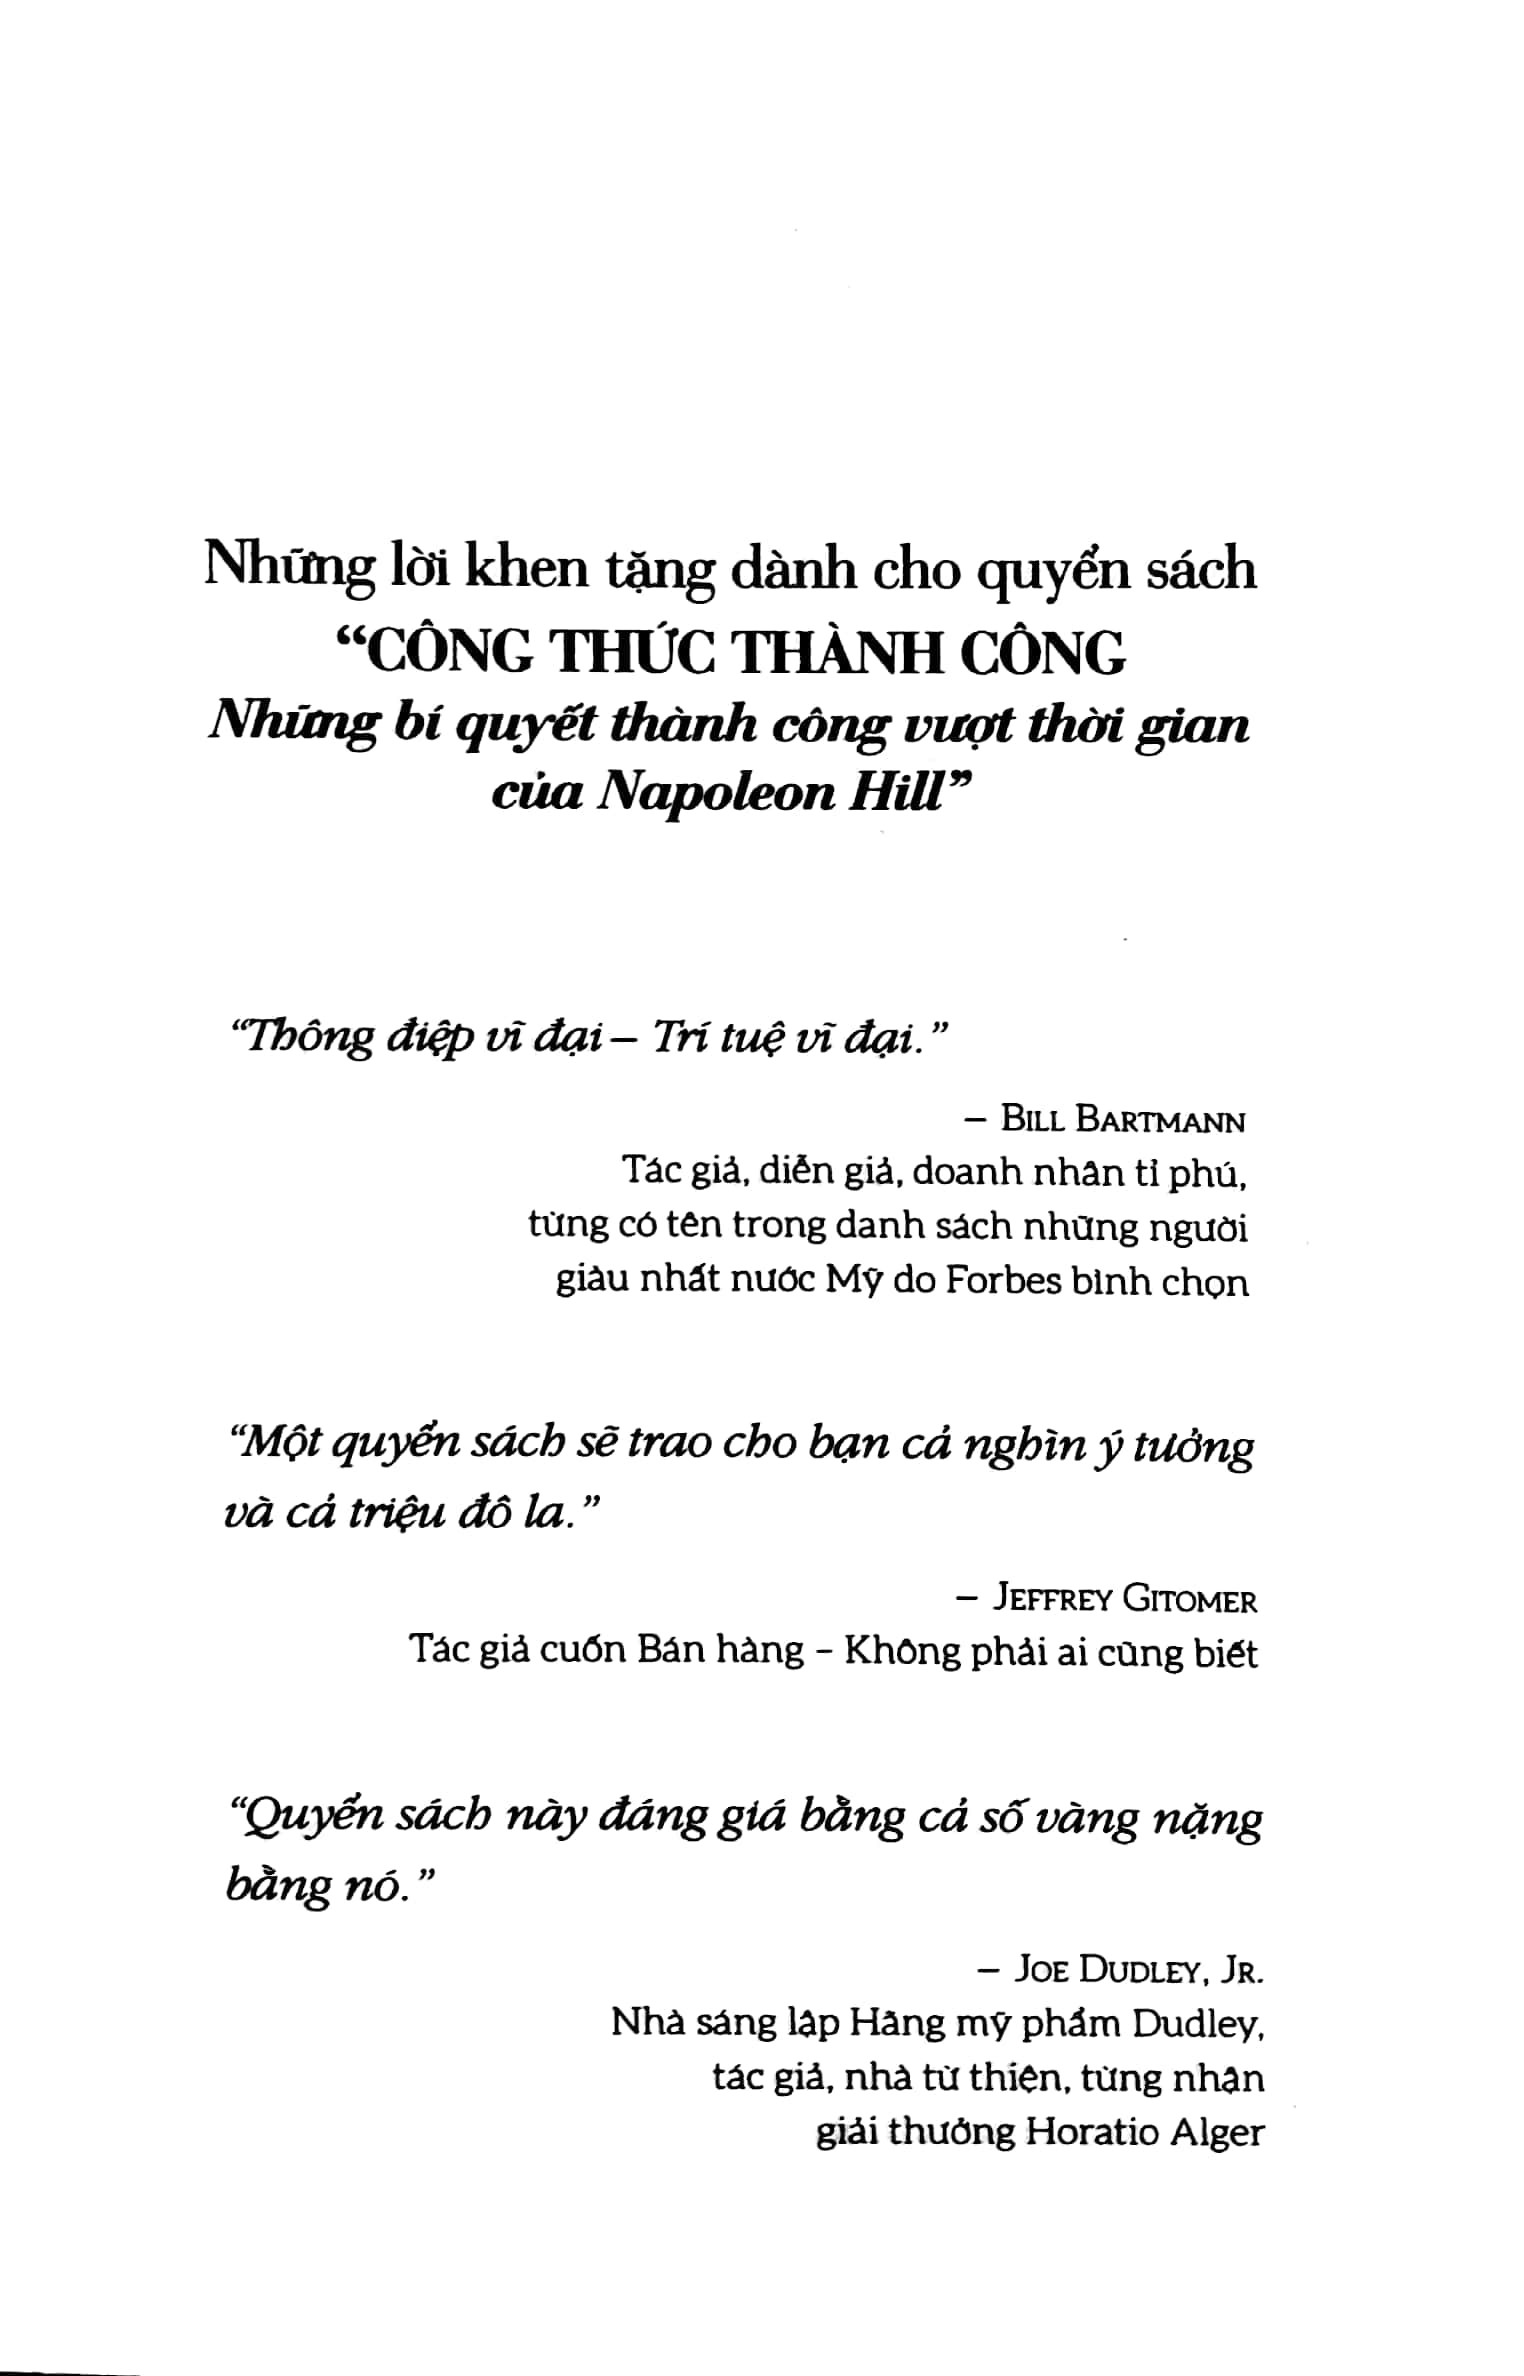 Những lời khen tặng dành cho quyển sách
“CÔNG THỨC THÀNH CÔNG
Những bí quyết thành công vượt thời gian
của Napoleon Hill”
“Thông điệp vĩ đại – Trí tuệ vĩ đại.”
– BILL BARTMANN
Tác giả, diễn giả, doanh nhân tỉ phú,
từng có tên trong danh sách những người
giàu nhất nước Mỹ do Forbes bình chọn
“Một quyển sách sẽ trao cho bạn cả nghìn ý tưởng
và cả triệu đô la.”
– JEFFREY GITOMER
Tác giả cuốn Bán hàng – Không phải ai cũng biết
“Quyển sách này đáng giá bằng cả số vàng nặng
bằng nó.”
– JOE DUDLEY, JR.
Nhà sáng lập Hãng mỹ phẩm Dudley,
tác giả, nhà từ thiện, từng nhận
giải thưởng Horatio Alger